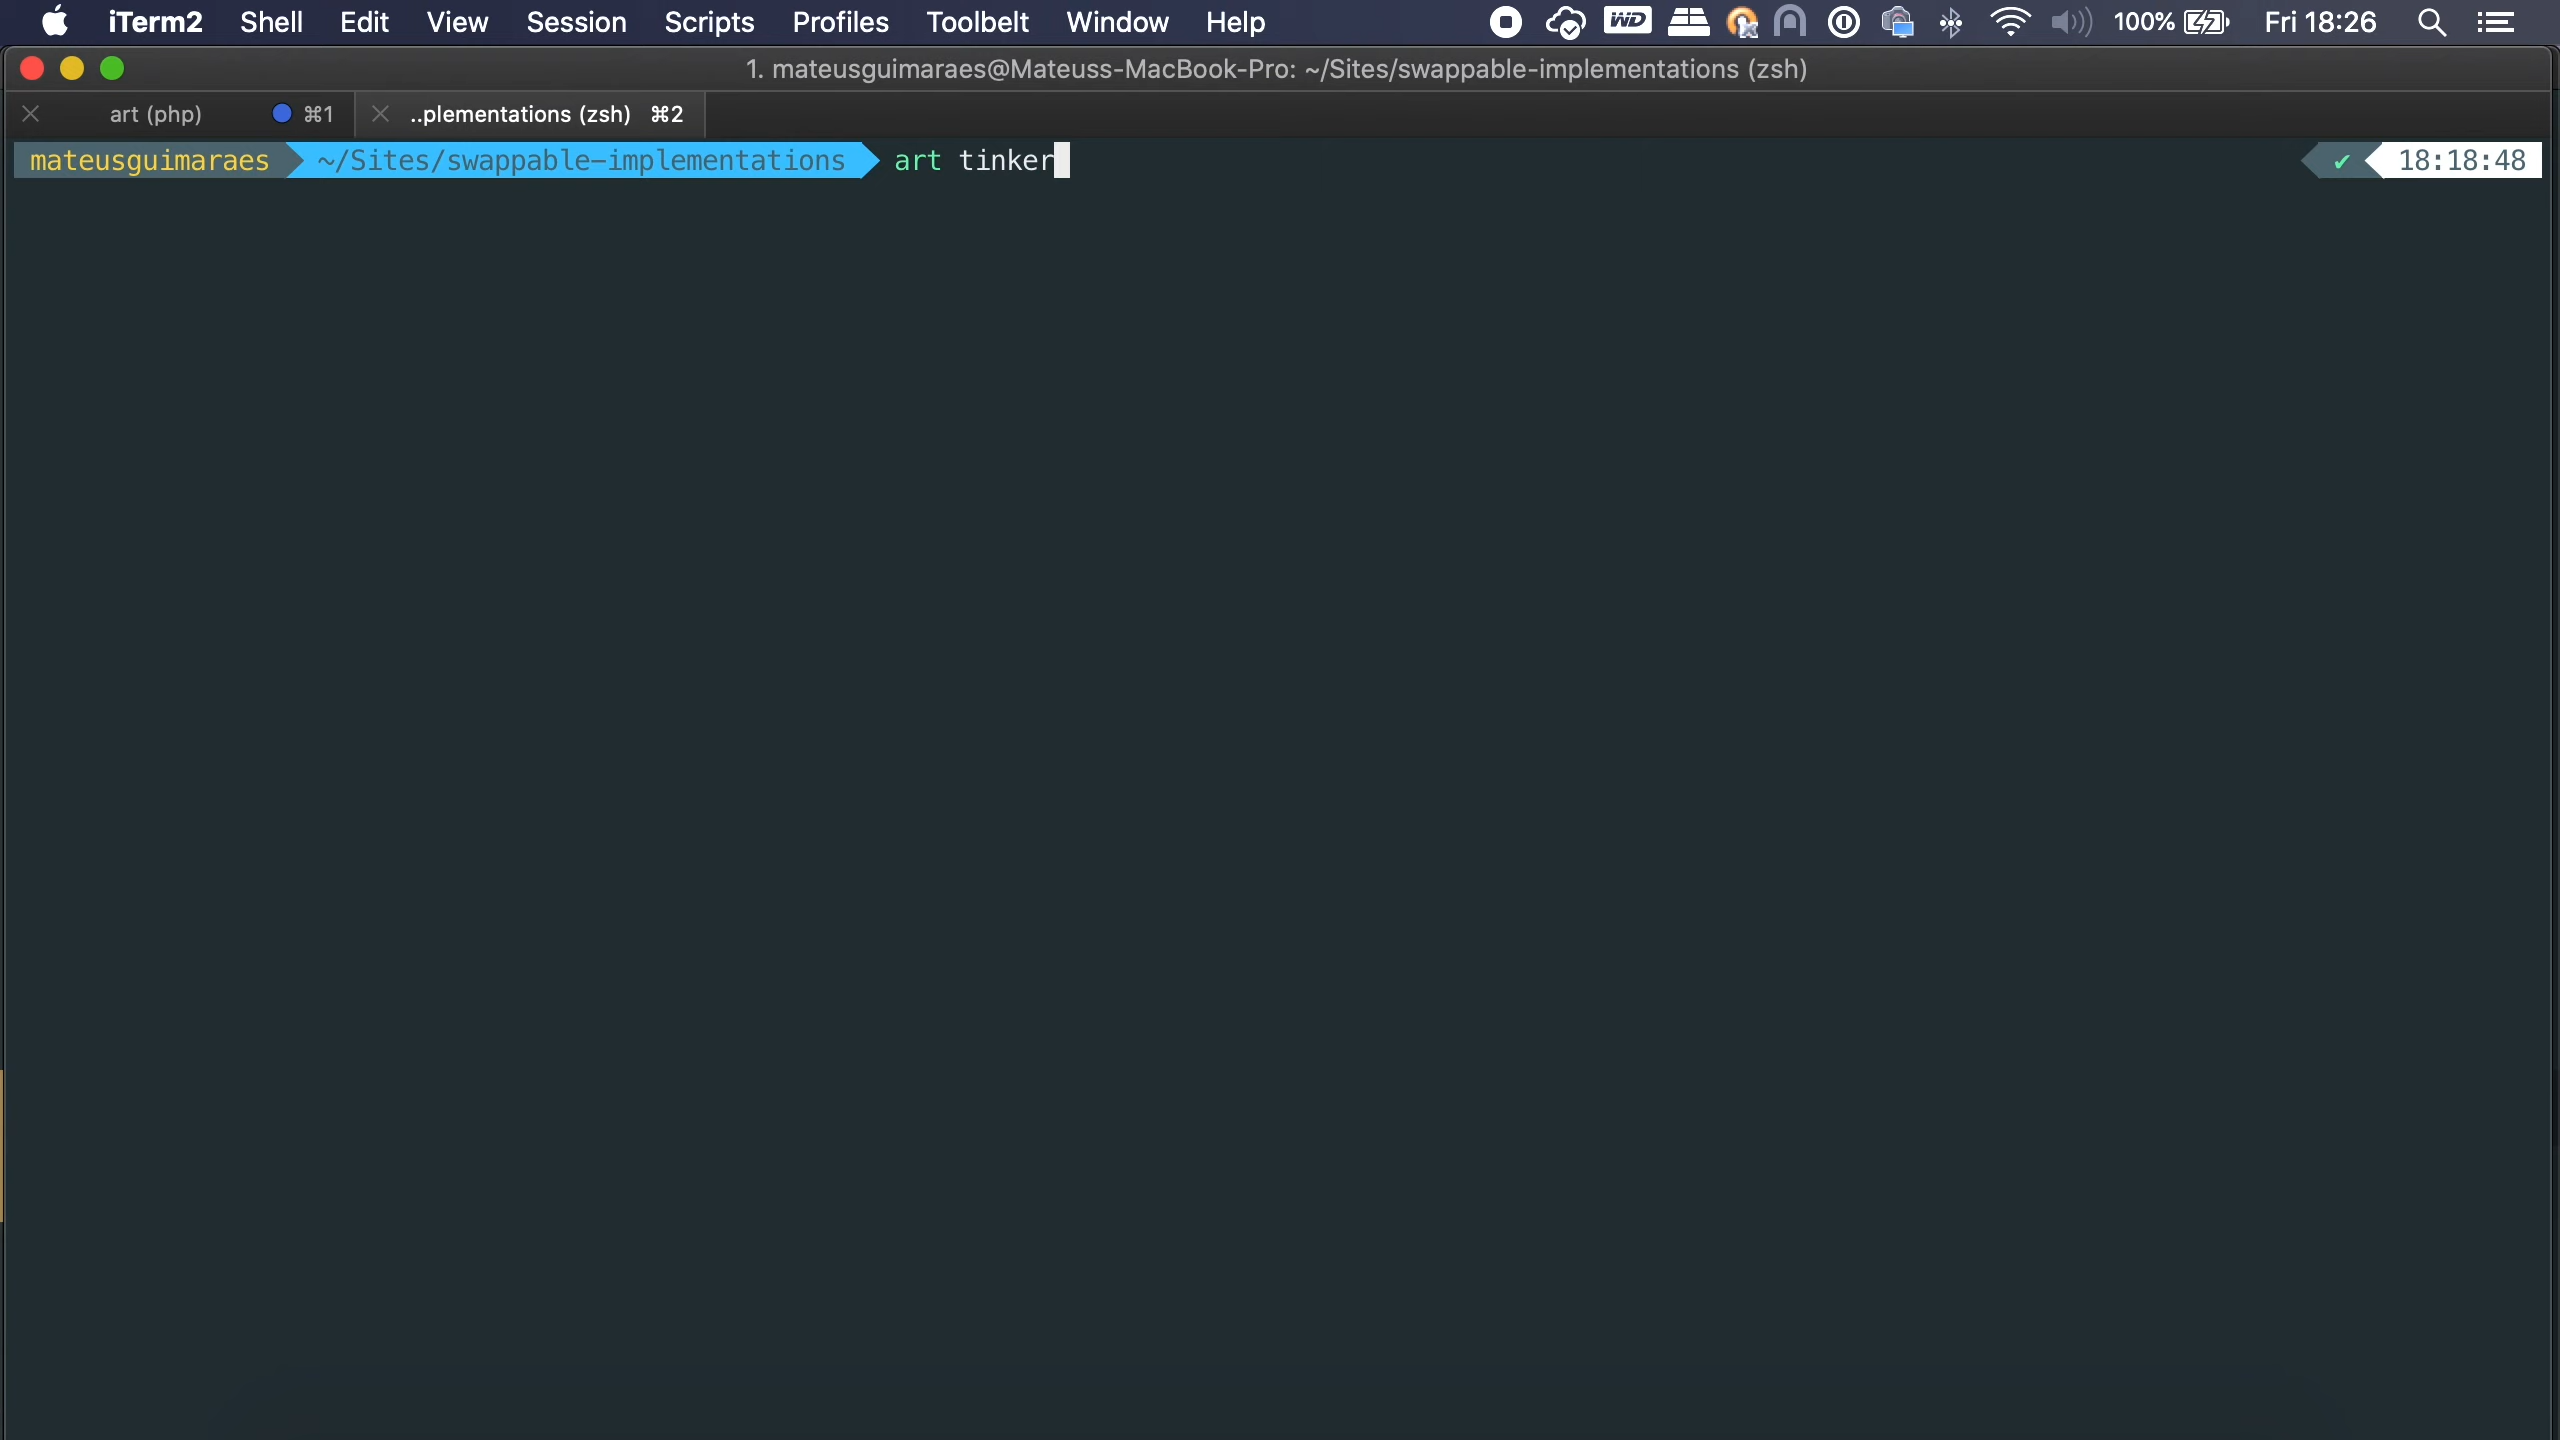 iTerm2 Shell Edit View Session Scripts Profiles Toolbelt Window Help WD 100% Fri 18:26
1. mateusguimaraes@Mateuss-MacBook-Pro: ~/Sites/swappable-implementations (zsh)
art (php) ⌘1 ..plementations (zsh) ⌘2
mateusguimaraes ~/Sites/swappable-implementations art tinker ✔ 18:18:48